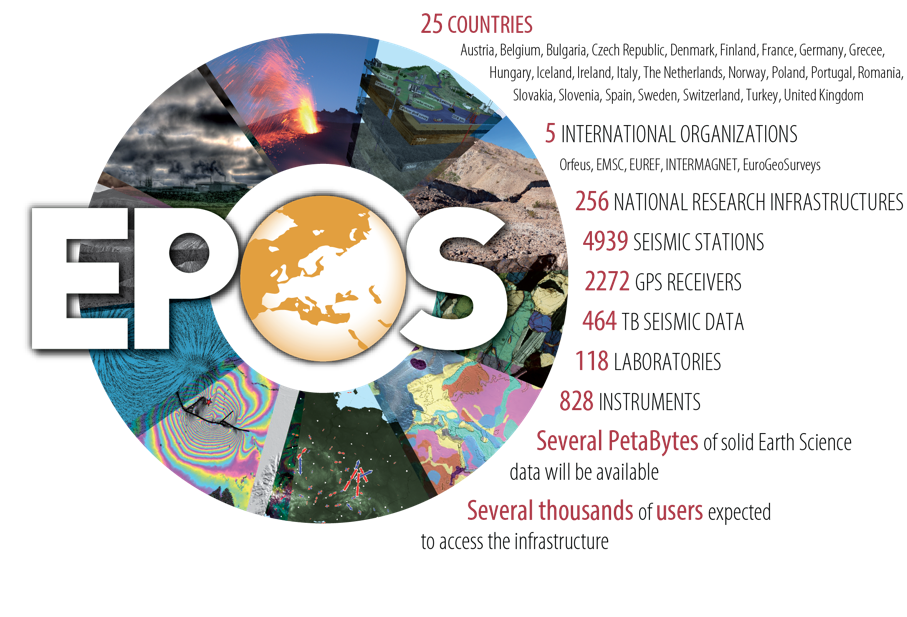 25 COUNTRIES
Austria, Belgium, Bulgaria, Czech Republic, Denmark, Finland, France, Germany, Grecee,
Hungary, Iceland, Ireland, Italy, The Netherlands, Norway, Poland, Portugal, Romania,
Slovakia, Slovenia, Spain, Sweden, Switzerland, Turkey, United Kingdom
5 INTERNATIONAL ORGANIZATIONS
Orfeus, EMSC, EUREF, INTERMAGNET, EuroGeoSurveys
256 NATIONAL RESEARCH INFRASTRUCTURES
EPOS
4939 SEISMIC STATIONS
2272 GPS RECEIVERS
464 TB SEISMIC DATA
118 LABORATORIES
828 INSTRUMENTS
Several PetaBytes of solid Earth Science
data will be available
Several thousands of users expected
to access the infrastructure